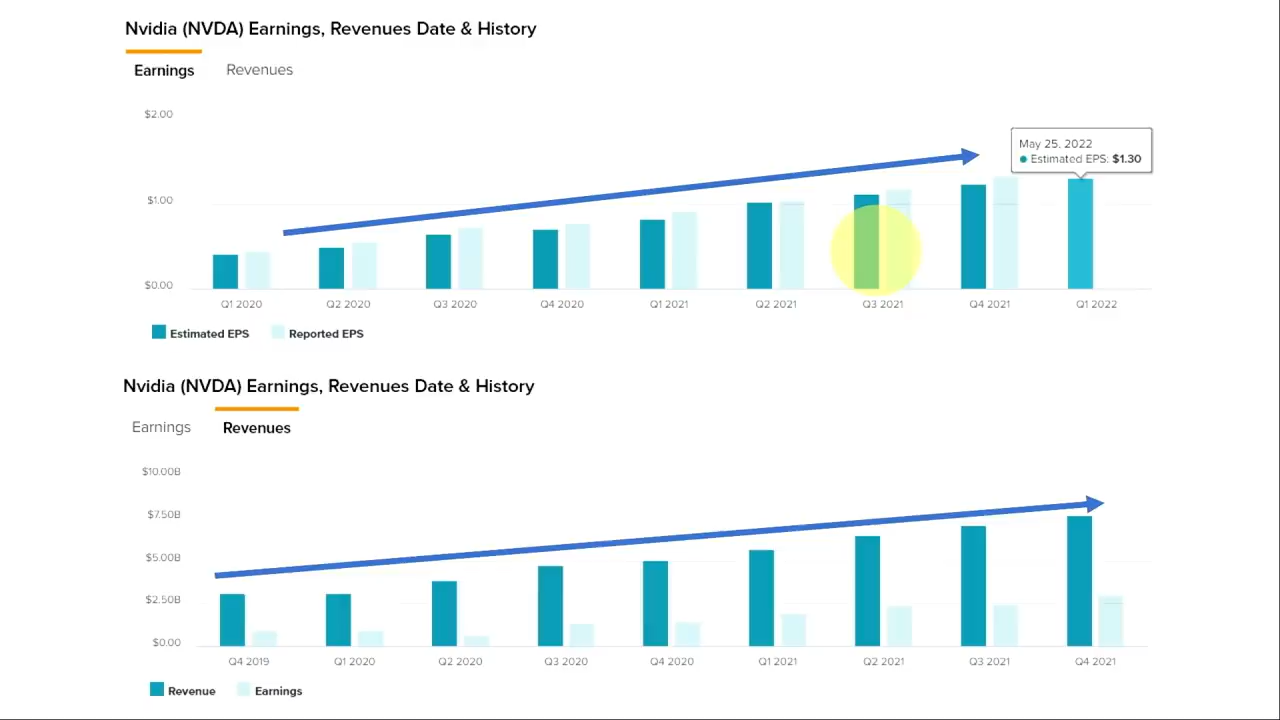 Nvidia (NVDA) Earnings, Revenues Date & History
Earnings Revenues
$2.00
May 25, 2022
Estimated EPS: $1.30
$1.00
$0.00
Q1 2020 Q2 2020 Q3 2020 Q4 2020 Q1 2021 Q2 2021 Q3 2021 Q4 2021 Q1 2022
Estimated EPS Reported EPS
Nvidia (NVDA) Earnings, Revenues Date & History
Earnings Revenues
$10.00B
$7.50B
$5.00B
$2.50B
$0.00
Q4 2019 Q1 2020 Q2 2020 Q3 2020 Q4 2020 Q1 2021 Q2 2021 Q3 2021 Q4 2021
Revenue Earnings